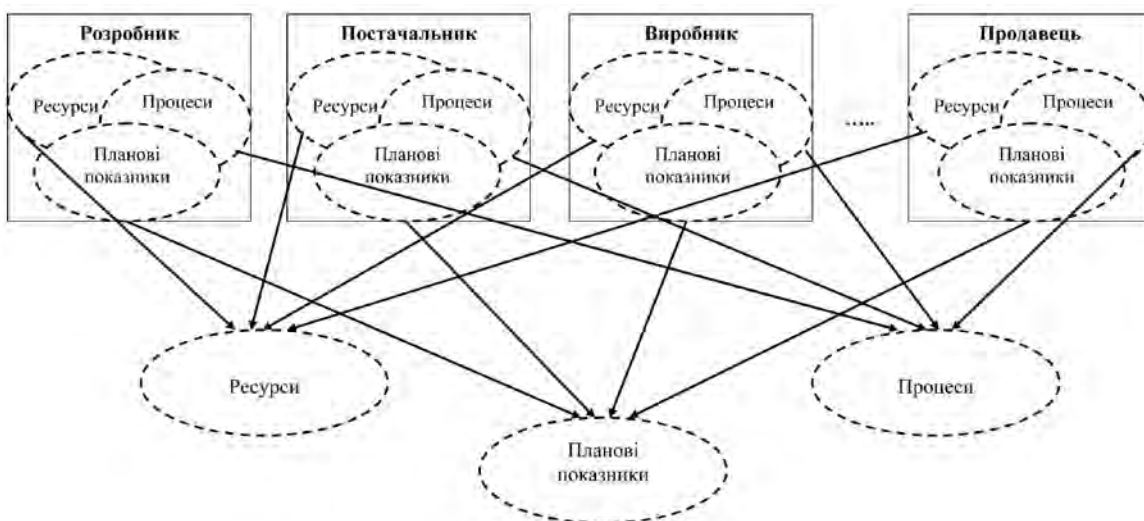 Розробник
Ресурси
Процеси
Планові
показники
Постачальник
Ресурси
Процеси
Планові
показники
Виробник
Ресурси
Процеси
Планові
показники
.....
Продавець
Ресурси
Процеси
Планові
показники
Ресурси
Процеси
Планові
показники